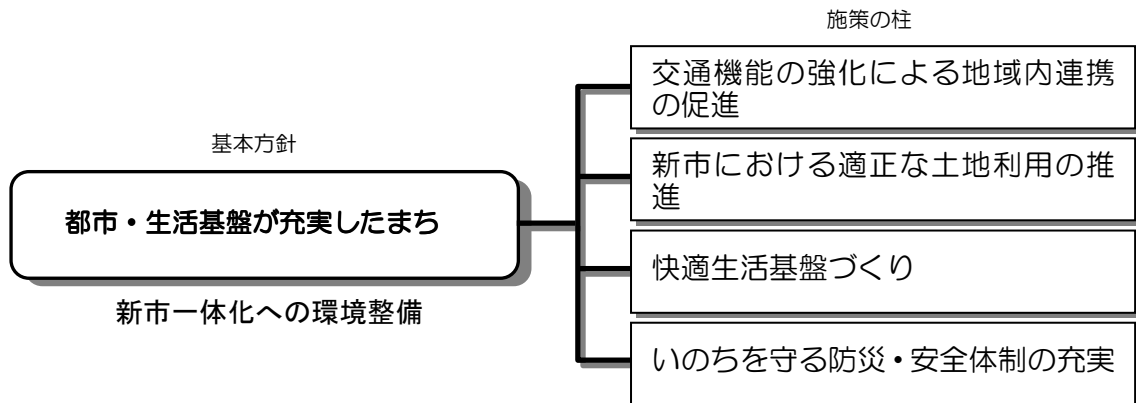 施策の柱
交通機能の強化による地域内連携
の促進
基本方針
新市における適正な土地利用の推
進
都市・生活基盤が充実したまち
快適生活基盤づくり
新市一体化への環境整備
いのちを守る防災・安全体制の充実